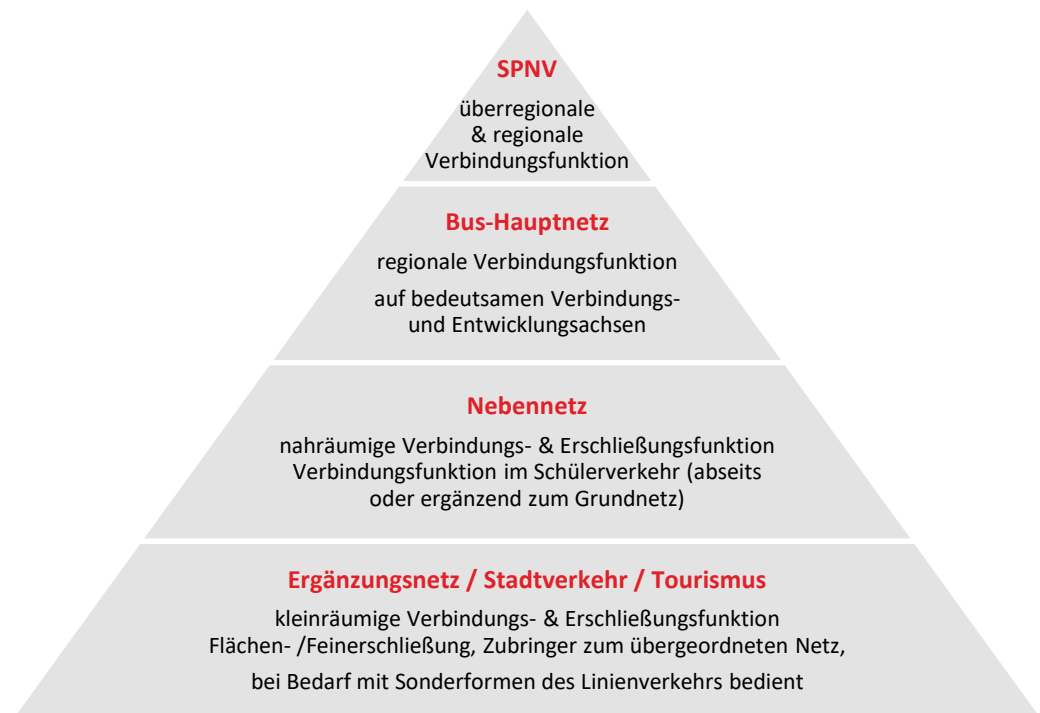 SPNV
überregionale
& regionale
Verbindungsfunktion
Bus-Hauptnetz
regionale Verbindungsfunktion
auf bedeutsamen Verbindungs-
und Entwicklungsachsen
Nebennetz
nahräumige Verbindungs- & Erschließungsfunktion
Verbindungsfunktion im Schülerverkehr (abseits
oder ergänzend zum Grundnetz)
Ergänzungsnetz / Stadtverkehr / Tourismus
kleinräumige Verbindungs- & Erschließungsfunktion
Flächen- /Feinerschließung, Zubringer zum übergeordneten Netz,
bei Bedarf mit Sonderformen des Linienverkehrs bedient